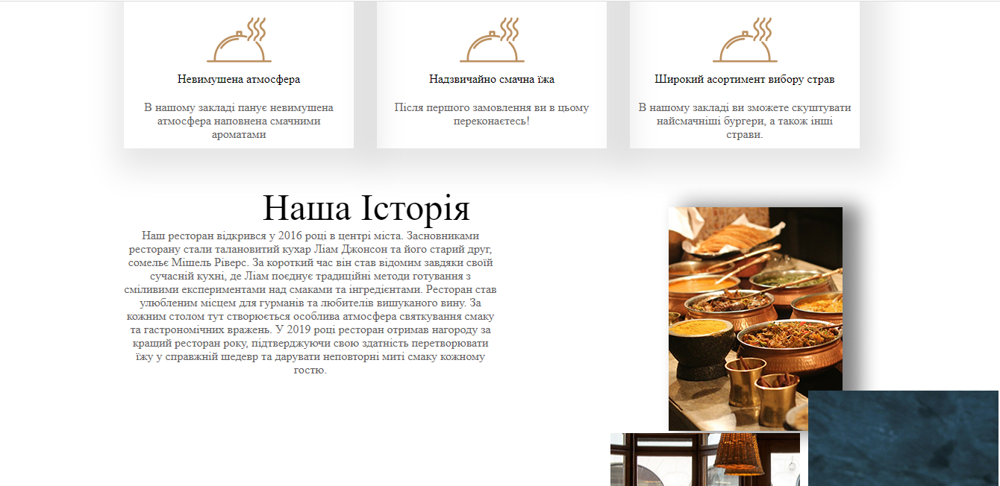 Невимушена атмосфера
В нашому закладі панує невимушена
атмосфера наповнена смачними
ароматами
Надзвичайно смачна їжа
Після першого замовлення ви в цьому
переконаєтесь!
Широкий асортимент вибору страв
В нашому закладі ви зможете скуштувати
найсмачніші бургери, а також інші
страви.
Наша Історія
Наш ресторан відкрився у 2016 році в центрі міста. Засновниками
ресторану стали талановитий кухар Ліам Джонсон та його старий друг,
сомельє Мішель Ріверс. За короткий час він став відомим завдяки своїй
сучасній кухні, де Ліам поєднує традиційні методи готування з
сміливими експериментами над смаками та інгредієнтами. Ресторан став
улюбленим місцем для гурманів та любителів вишуканого вину. За
кожним столом тут створюється особлива атмосфера святкування смаку
та гастрономічних вражень. У 2019 році ресторан отримав нагороду за
кращий ресторан року, підтверджуючи свою здатність перетворювати
їжу у справжній шедевр та дарувати неповторні миті смаку кожному
гостю.